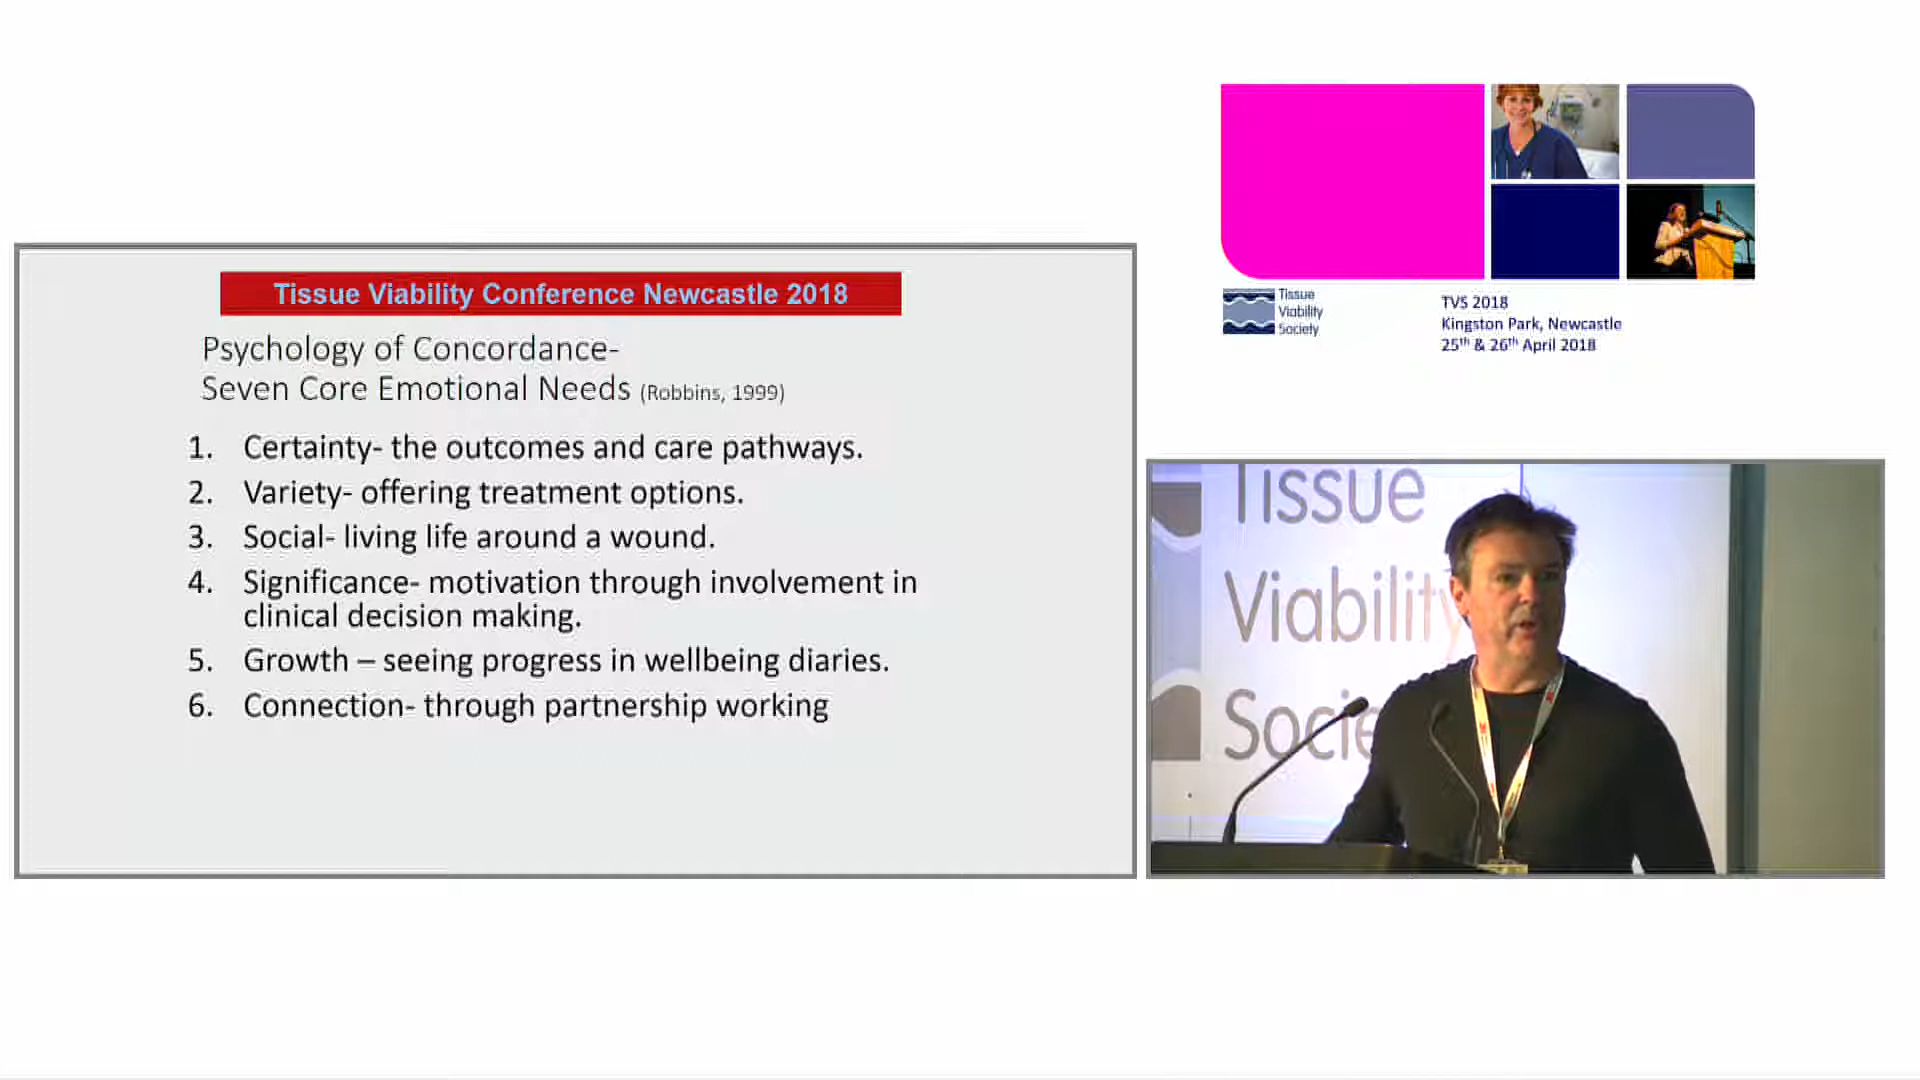 Tissue Viability Conference Newcastle 2018
Psychology of Concordance-
Seven Core Emotional Needs (Robbins, 1999)
1. Certainty- the outcomes and care pathways.
2. Variety- offering treatment options.
3. Social- living life around a wound.
4. Significance- motivation through involvement in
clinical decision making.
5. Growth – seeing progress in wellbeing diaries.
6. Connection- through partnership working
Tissue
Viability
Society
TVS 2018
Kingston Park, Newcastle
25th & 26th April 2018
Tissue
Viability
Socie